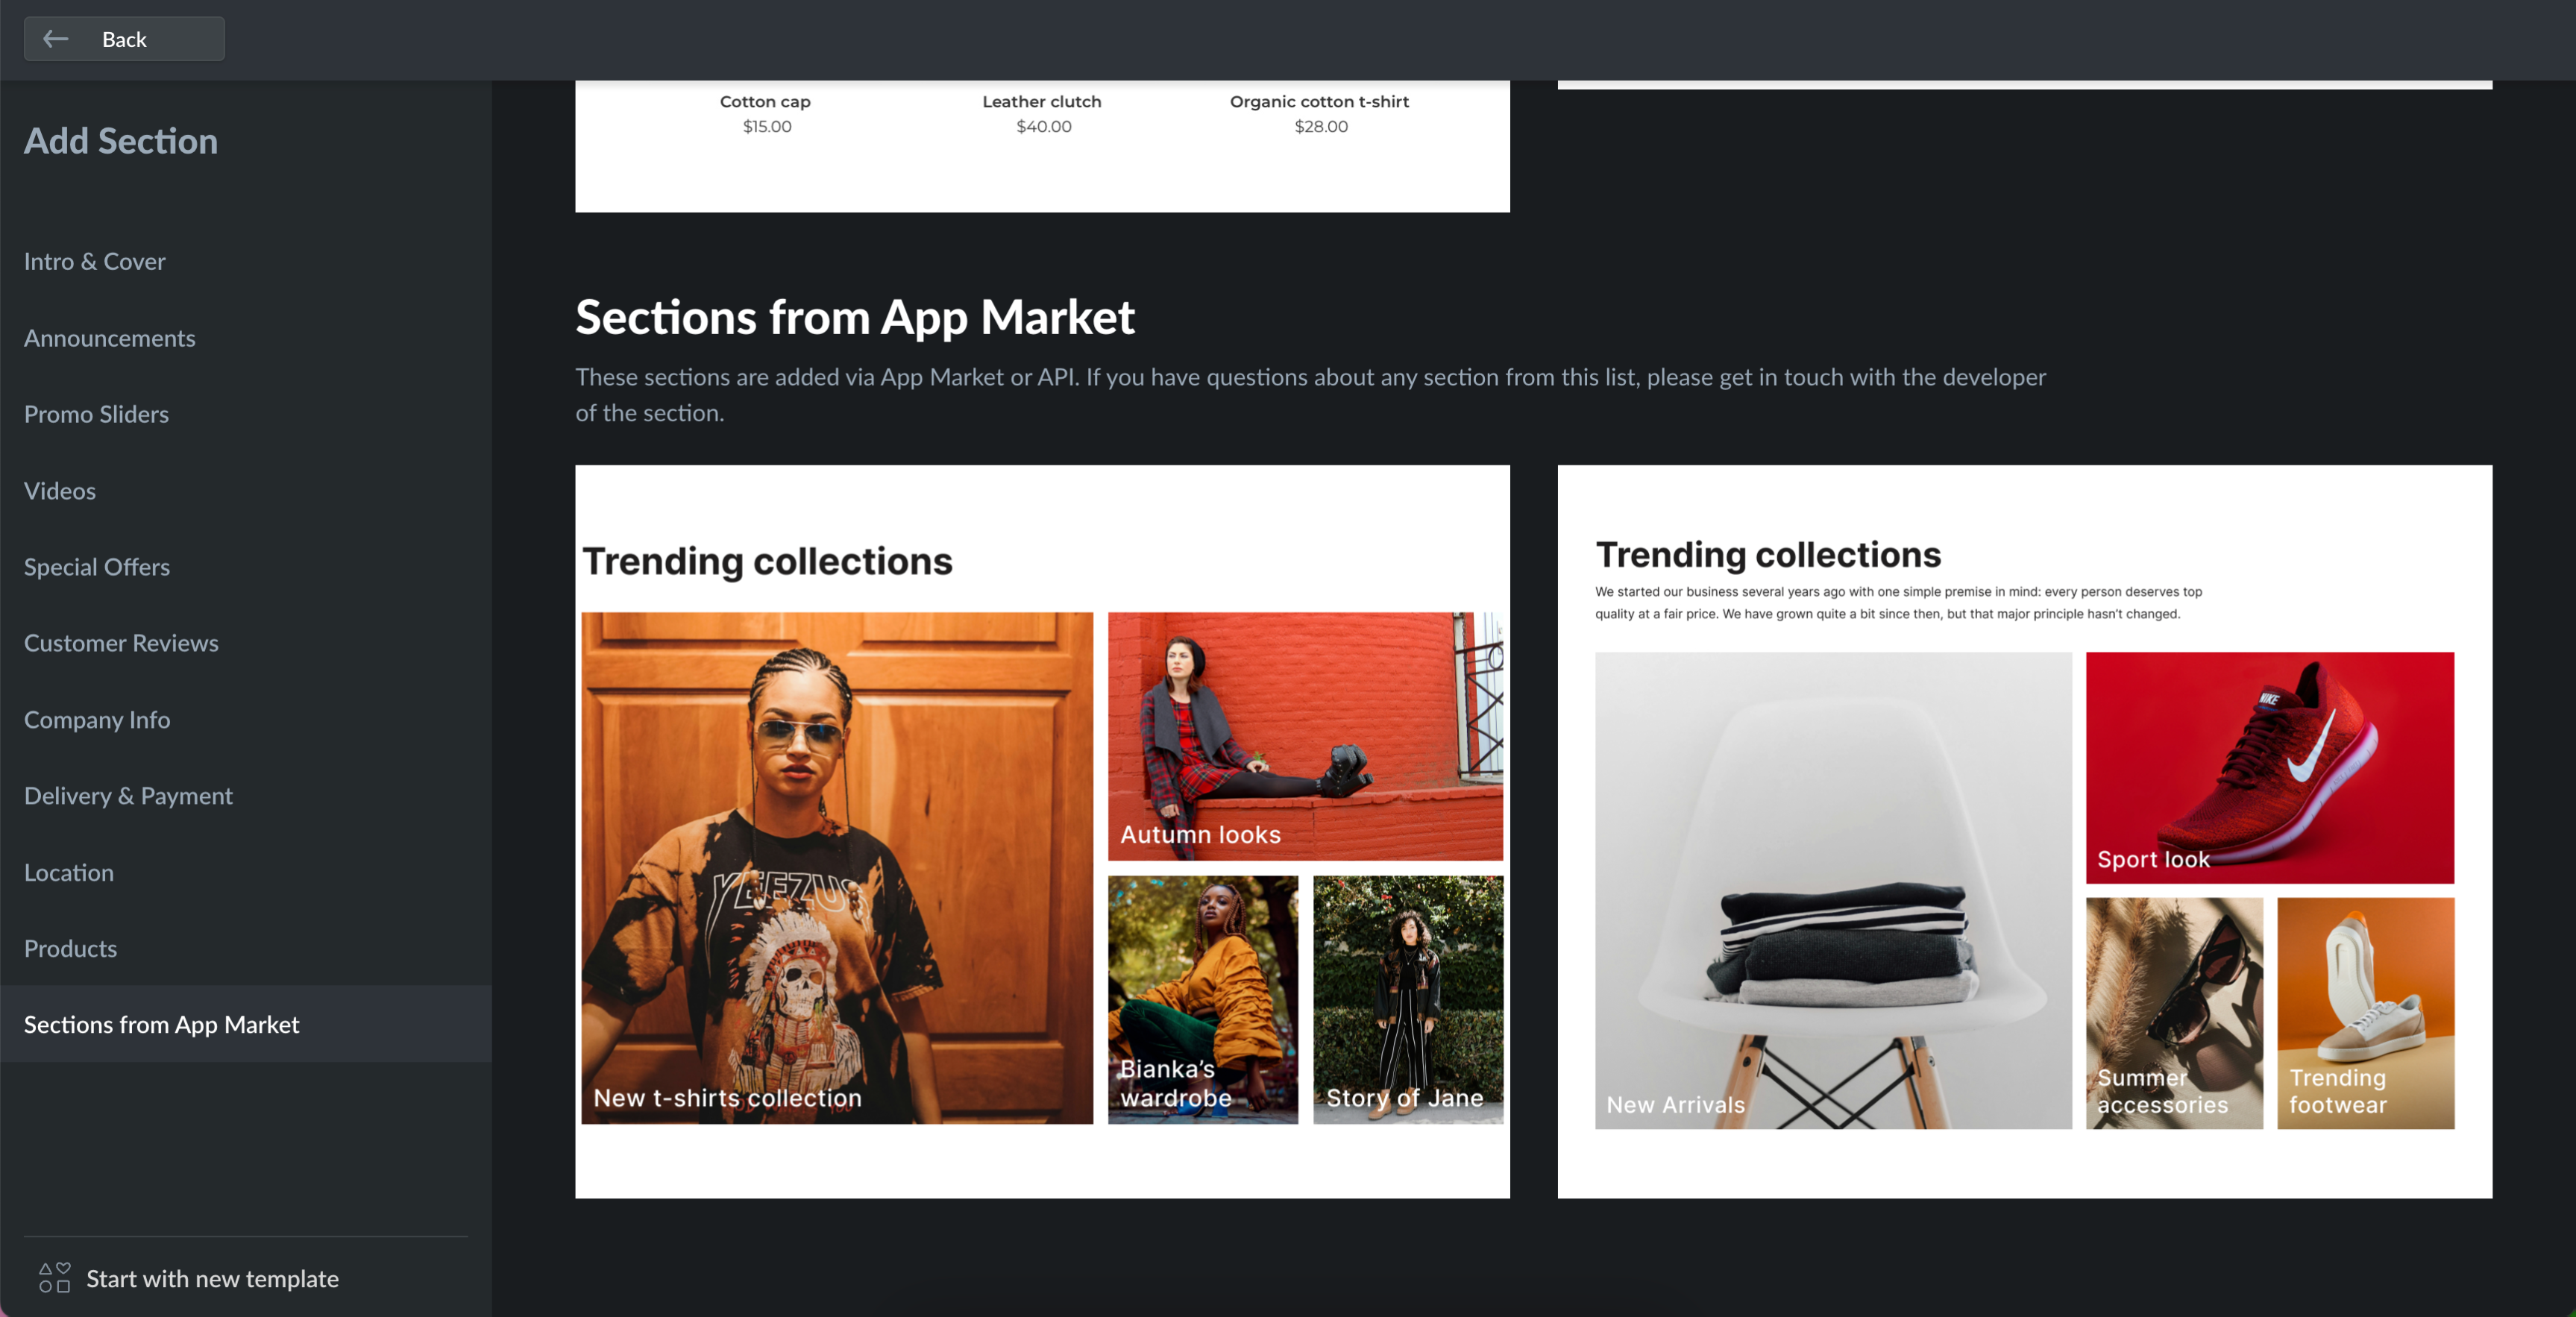 Back
Add Section
Intro & Cover
Announcements
Promo Sliders
Videos
Special Offers
Customer Reviews
Company Info
Delivery & Payment
Location
Products
Sections from App Market
Start with new template
Cotton cap
$15.00
Leather clutch
$40.00
Organic cotton t-shirt
$28.00
Sections from App Market
These sections are added via App Market or API. If you have questions about any section from this list, please get in touch with the developer
of the section.
Trending collections
YEEZUS
New t-shirts collection
Autumn looks
Bianka’s
wardrobe
Story of Jane
Trending collections
We started our business several years ago with one simple premise in mind: every person deserves top
quality at a fair price. We have grown quite a bit since then, but that major principle hasn’t changed.
New Arrivals
NIKE
Sport look
Summer
accessories
Trending
footwear